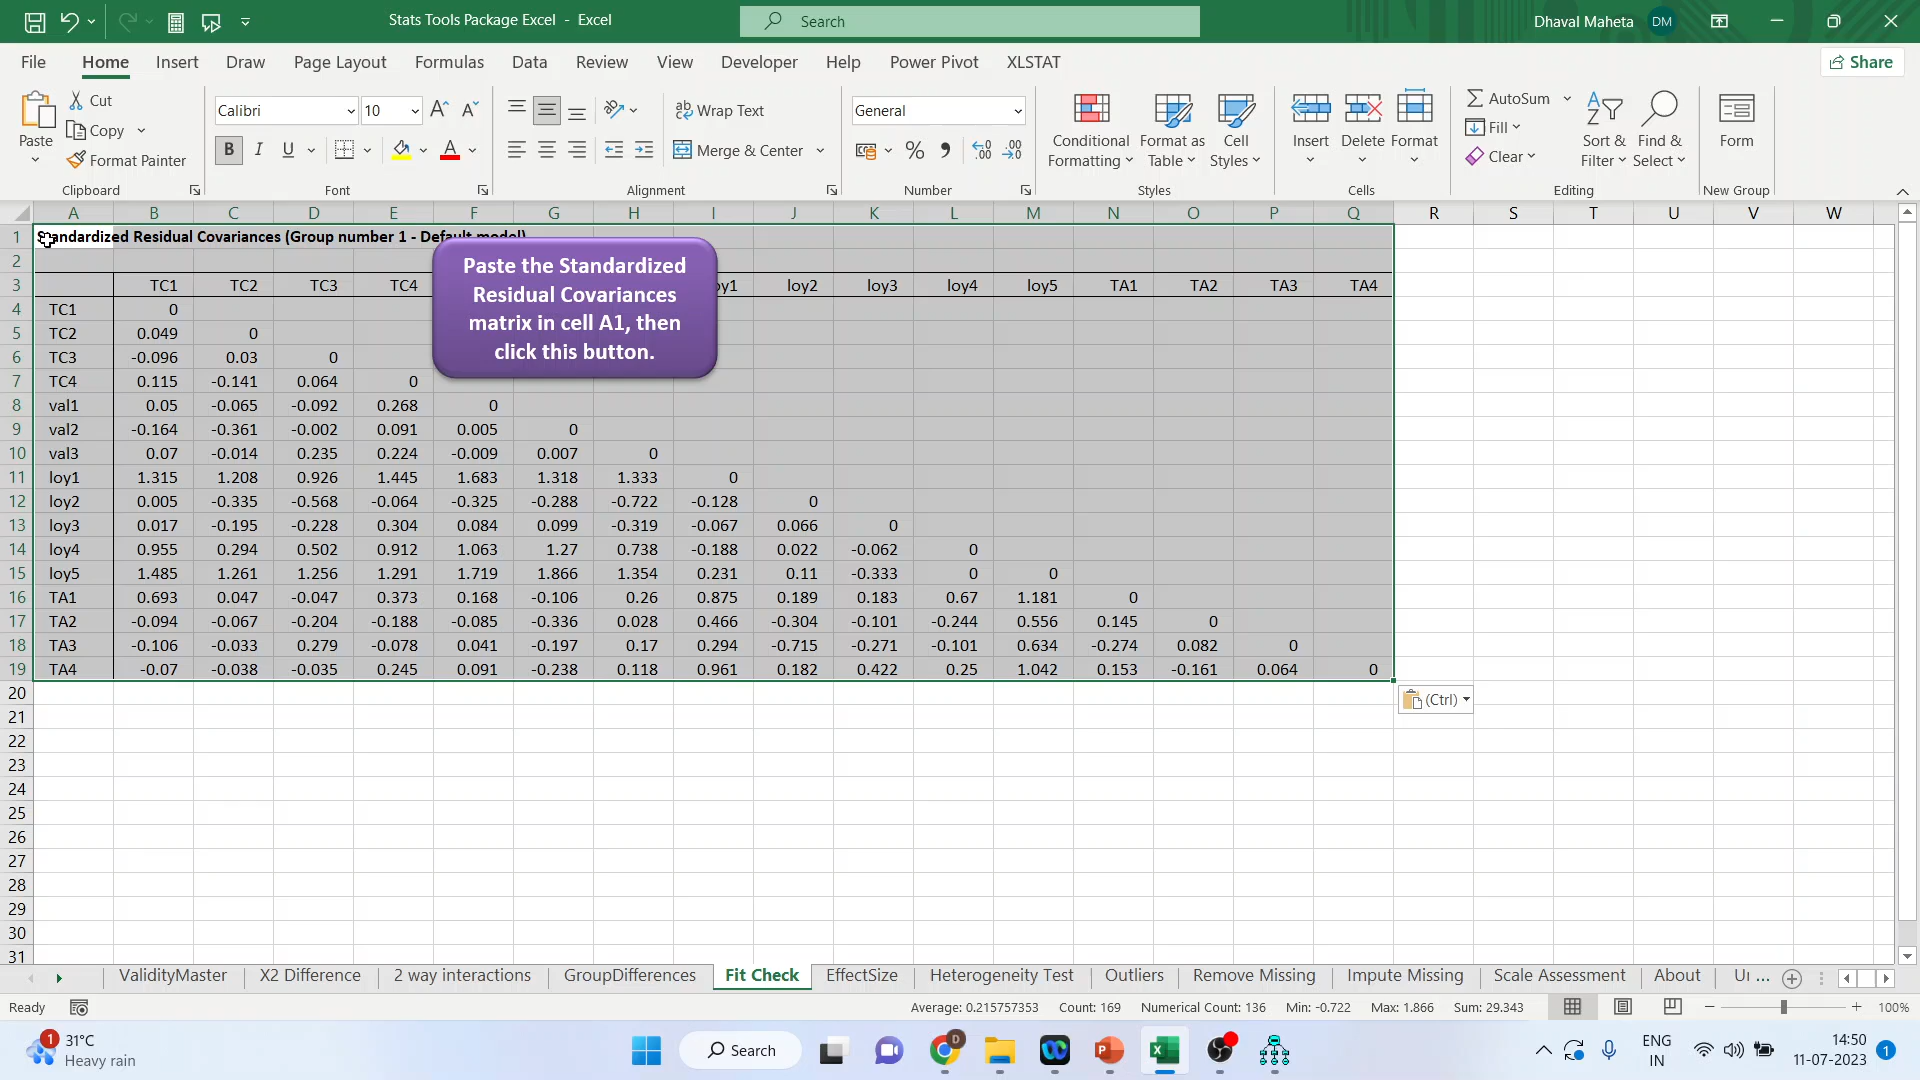 Stats Tools Package Excel - Excel
Search
Dhaval Maheta DM
File Home Insert Draw Page Layout Formulas Data Review View Developer Help Power Pivot XLSTAT Share
Paste Cut Copy Format Painter
Calibri 10
B I U A
Wrap Text
Merge & Center
General
Conditional Formatting
Format as Table
Cell Styles
Insert Delete Format
AutoSum
Fill
Clear
Sort & Filter
Find & Select
Form
Clipboard Font Alignment Number Styles Cells Editing New Group
A B C D E F G H I J K L M N O P Q R S T U V W
1 Standardized Residual Covariances (Group number 1 - Default model)
2
3 TC1 TC2 TC3 TC4 loy1 loy2 loy3 loy4 loy5 TA1 TA2 TA3 TA4
Paste the Standardized
Residual Covariances
matrix in cell A1, then
click this button.
4 TC1 0
5 TC2 0.049 0
6 TC3 -0.096 0.03 0
7 TC4 0.115 -0.141 0.064 0
8 val1 0.05 -0.065 -0.092 0.268 0
9 val2 -0.164 -0.361 -0.002 0.091 0.005 0
10 val3 0.07 -0.014 0.235 0.224 -0.009 0.007 0
11 loy1 1.315 1.208 0.926 1.445 1.683 1.318 1.333 0
12 loy2 0.005 -0.335 -0.568 -0.064 -0.325 -0.288 -0.722 -0.128 0
13 loy3 0.017 -0.195 -0.228 0.304 0.084 0.099 -0.319 -0.067 0.066 0
14 loy4 0.955 0.294 0.502 0.912 1.063 1.27 0.738 -0.188 0.022 -0.062 0
15 loy5 1.485 1.261 1.256 1.291 1.719 1.866 1.354 0.231 0.11 -0.333 0 0
16 TA1 0.693 0.047 -0.047 0.373 0.168 -0.106 0.26 0.875 0.189 0.183 0.67 1.181 0
17 TA2 -0.094 -0.067 -0.204 -0.188 -0.085 -0.336 0.028 0.466 -0.304 -0.101 -0.244 0.556 0.145 0
18 TA3 -0.106 -0.033 0.279 -0.078 0.041 -0.197 0.17 0.294 -0.715 -0.271 -0.101 0.634 -0.274 0.082 0
19 TA4 -0.07 -0.038 -0.035 0.245 0.091 -0.238 0.118 0.961 0.182 0.422 0.25 1.042 0.153 -0.161 0.064 0
20
(Ctrl)
21
22
23
24
25
26
27
28
29
30
31
ValidityMaster X2 Difference 2 way interactions GroupDifferences Fit Check EffectSize Heterogeneity Test Outliers Remove Missing Impute Missing Scale Assessment About
Ready Average: 0.215757353 Count: 169 Numerical Count: 136 Min: -0.722 Max: 1.866 Sum: 29.343 100%
1 31°C
Heavy rain
Search
D
ENG
IN
14:50
11-07-2023
1